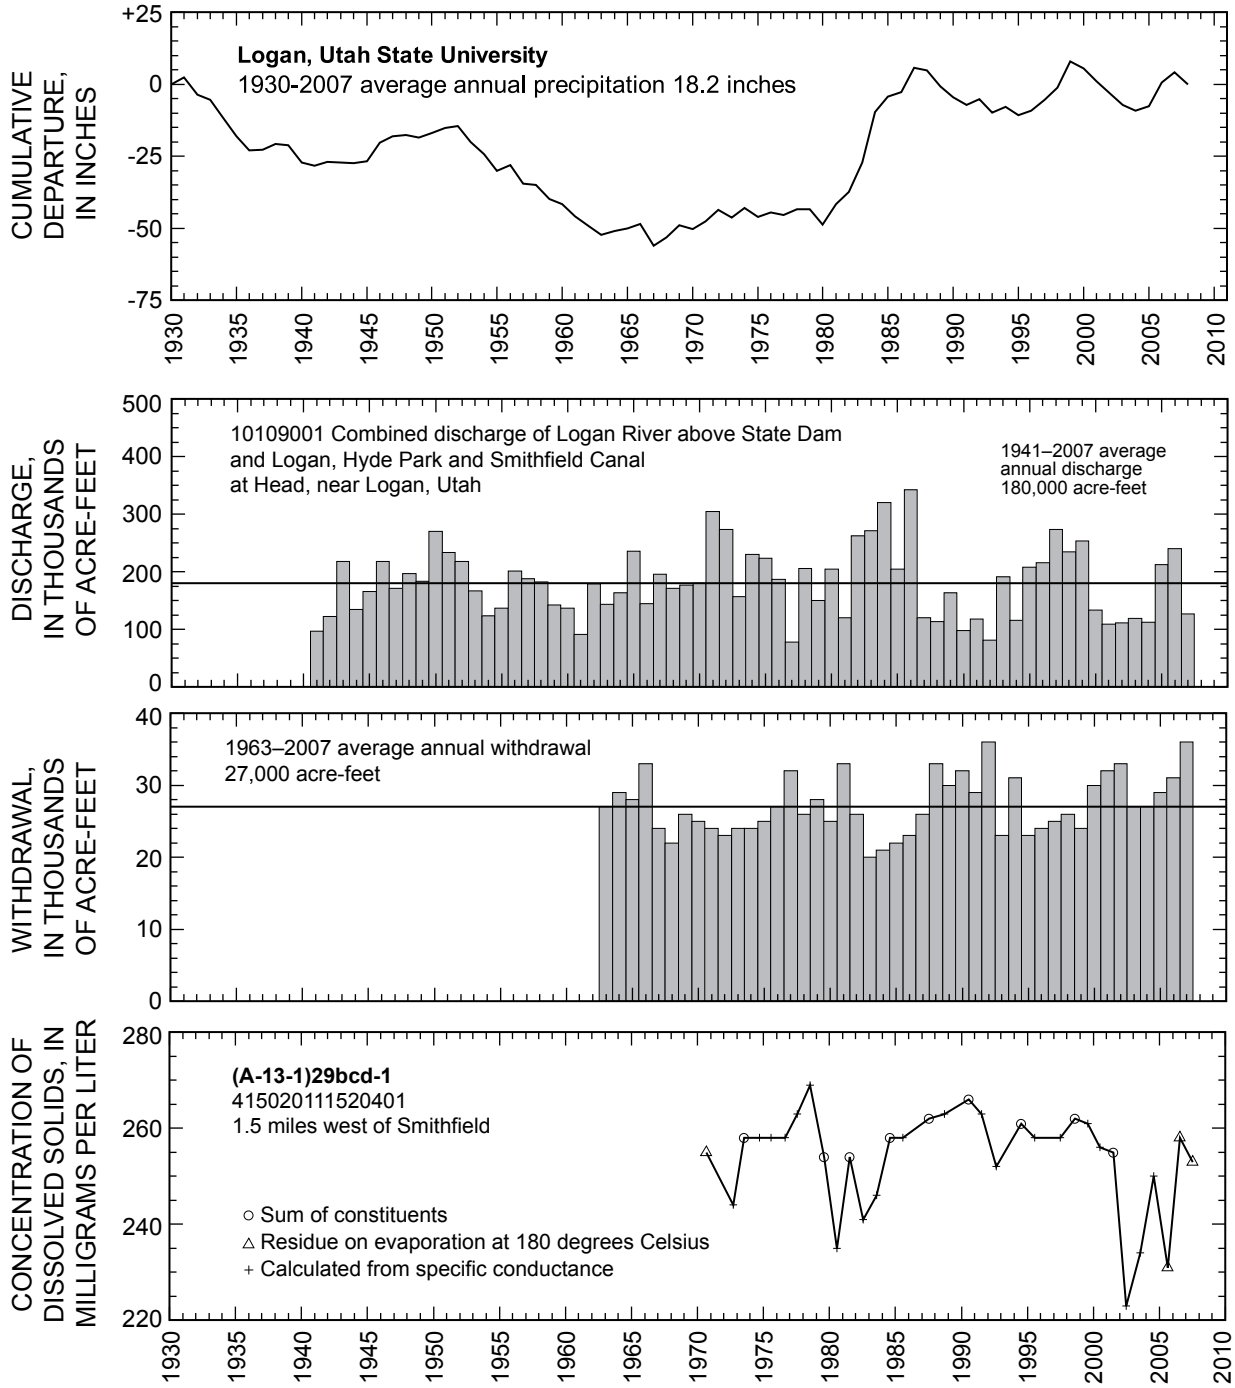 CUMULATIVE
DEPARTURE,
IN INCHES
+25
0
-25
-50
-75
Logan, Utah State University
1930-2007 average annual precipitation 18.2 inches
1930
1935
1940
1945
1950
1955
1960
1965
1970
1975
1980
1985
1990
1995
2000
2005
2010
DISCHARGE,
IN THOUSANDS
OF ACRE-FEET
500
400
300
200
100
0
10109001 Combined discharge of Logan River above State Dam
and Logan, Hyde Park and Smithfield Canal
at Head, near Logan, Utah
1941–2007 average
annual discharge
180,000 acre-feet
WITHDRAWAL,
IN THOUSANDS
OF ACRE-FEET
40
30
20
10
0
1963–2007 average annual withdrawal
27,000 acre-feet
CONCENTRATION OF
DISSOLVED SOLIDS, IN
MILLIGRAMS PER LITER
280
260
240
220
(A-13-1)29bcd-1
415020111520401
1.5 miles west of Smithfield
Sum of constituents
Residue on evaporation at 180 degrees Celsius
Calculated from specific conductance
1930
1935
1940
1945
1950
1955
1960
1965
1970
1975
1980
1985
1990
1995
2000
2005
2010